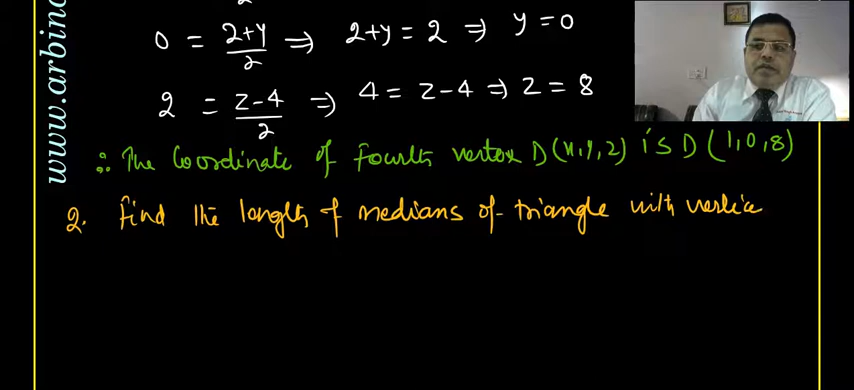 0 = 2+y/2 ⇒ 2+y = 2 ⇒ y = 0
2 = z-4/2 ⇒ 4 = z-4 ⇒ z = 8
∴ The Coordinate of Fourth vertex D(x,y,z) is D(1,0,8)
2. Find the length of medians of triangle with vertice
www.arbin